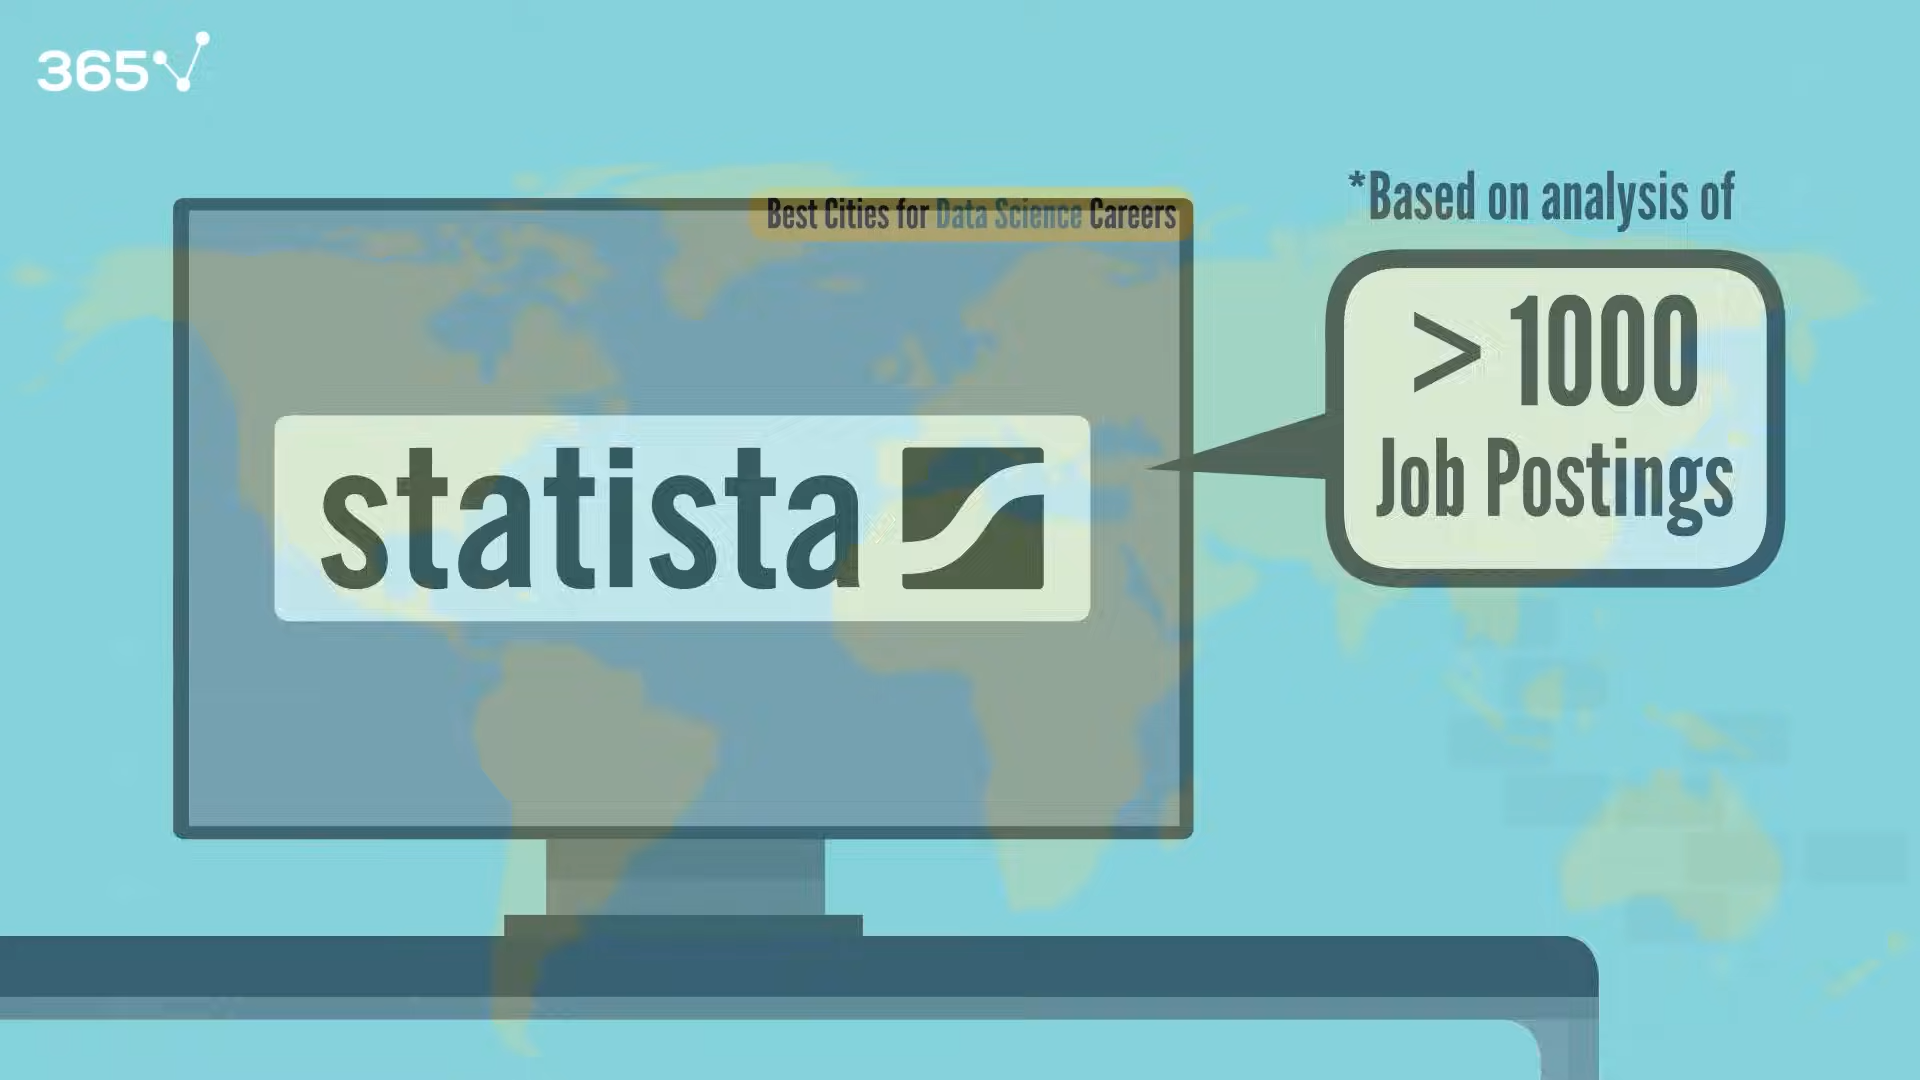 365
*Based on analysis of
Best Cities for Data Science Careers
> 1000
Job Postings
statista